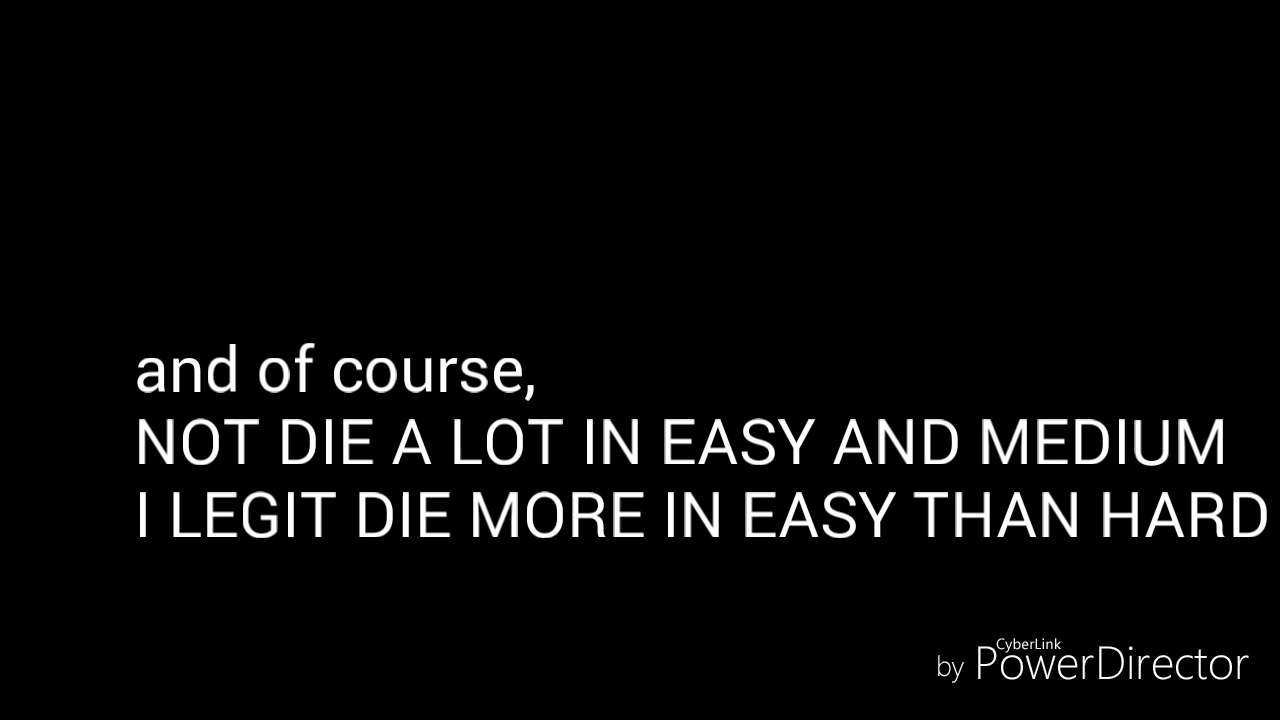 and of course,
NOT DIE A LOT IN EASY AND MEDIUM
I LEGIT DIE MORE IN EASY THAN HARD
by CyberLink PowerDirector